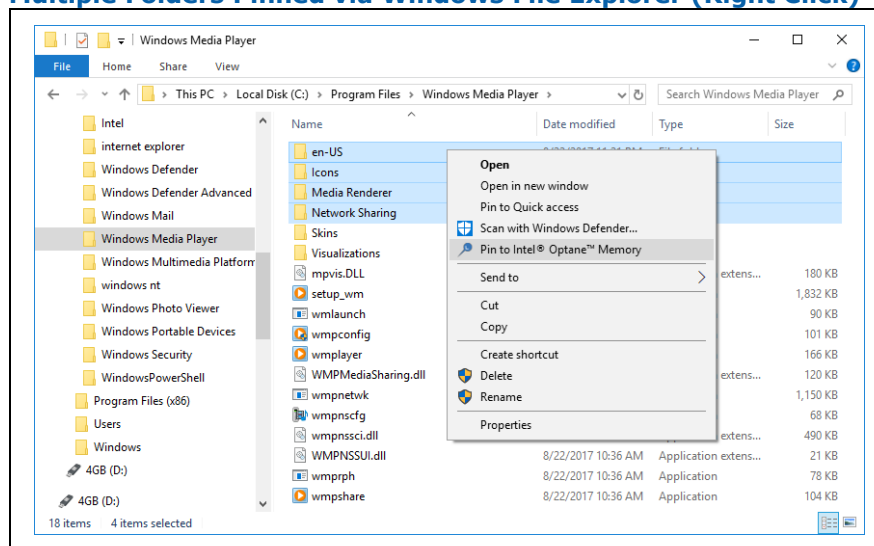 Multiple Folders Pinned via Windows File Explorer (Right Click)
Windows Media Player
File Home Share View
This PC > Local Disk (C:) > Program Files > Windows Media Player > Search Windows Media Player
Name Date modified Type Size
Intel
internet explorer
Windows Defender
Windows Defender Advanced
Windows Mail
Windows Media Player
Windows Multimedia Platform
windows nt
Windows Photo Viewer
Windows Portable Devices
Windows Security
WindowsPowerShell
Program Files (x86)
Users
Windows
4GB (D:)
4GB (D:)
en-US
Icons
Media Renderer
Network Sharing
Skins
Visualizations
mpvis.DLL extens... 180 KB
setup_wm 1,832 KB
wmlaunch 90 KB
wmpconfig 101 KB
wmplayer 166 KB
WMPMediaSharing.dll extens... 120 KB
wmpnetwk 1,150 KB
wmpnscfg 68 KB
wmpnssci.dll extens... 490 KB
WMPNSSUI.dll 8/22/2017 10:36 AM Application extens... 21 KB
wmprph 8/22/2017 10:36 AM Application 78 KB
wmpshare 8/22/2017 10:36 AM Application 104 KB
Open
Open in new window
Pin to Quick access
Scan with Windows Defender...
Pin to Intel® Optane™ Memory
Send to
Cut
Copy
Create shortcut
Delete
Rename
Properties
18 items 4 items selected